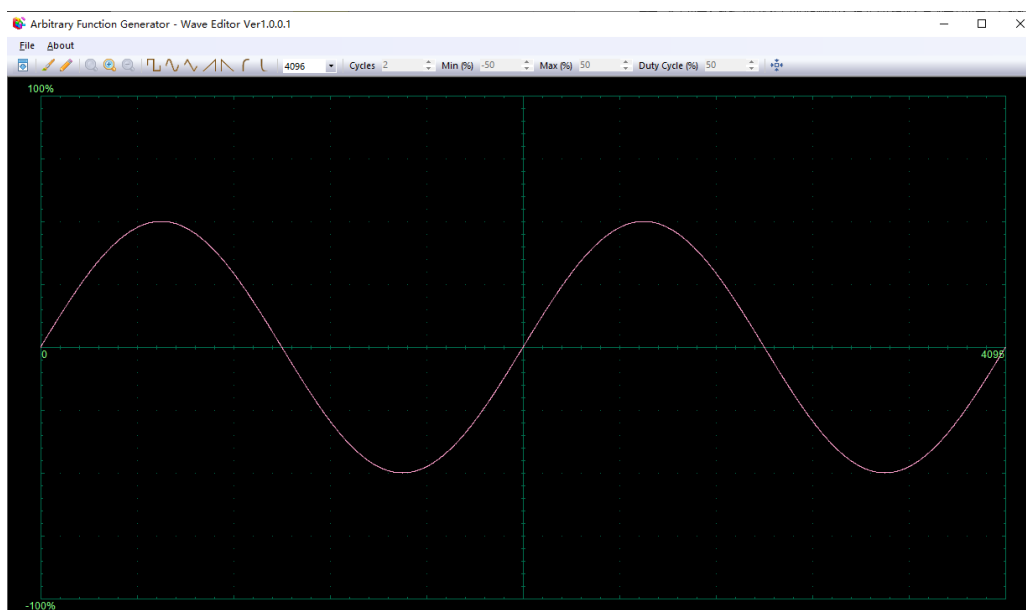 Arbitrary Function Generator - Wave Editor Ver1.0.0.1
File About
4096 Cycles 2 Min (%) -50 Max (%) 50 Duty Cycle (%) 50
100%
0 4095
-100%